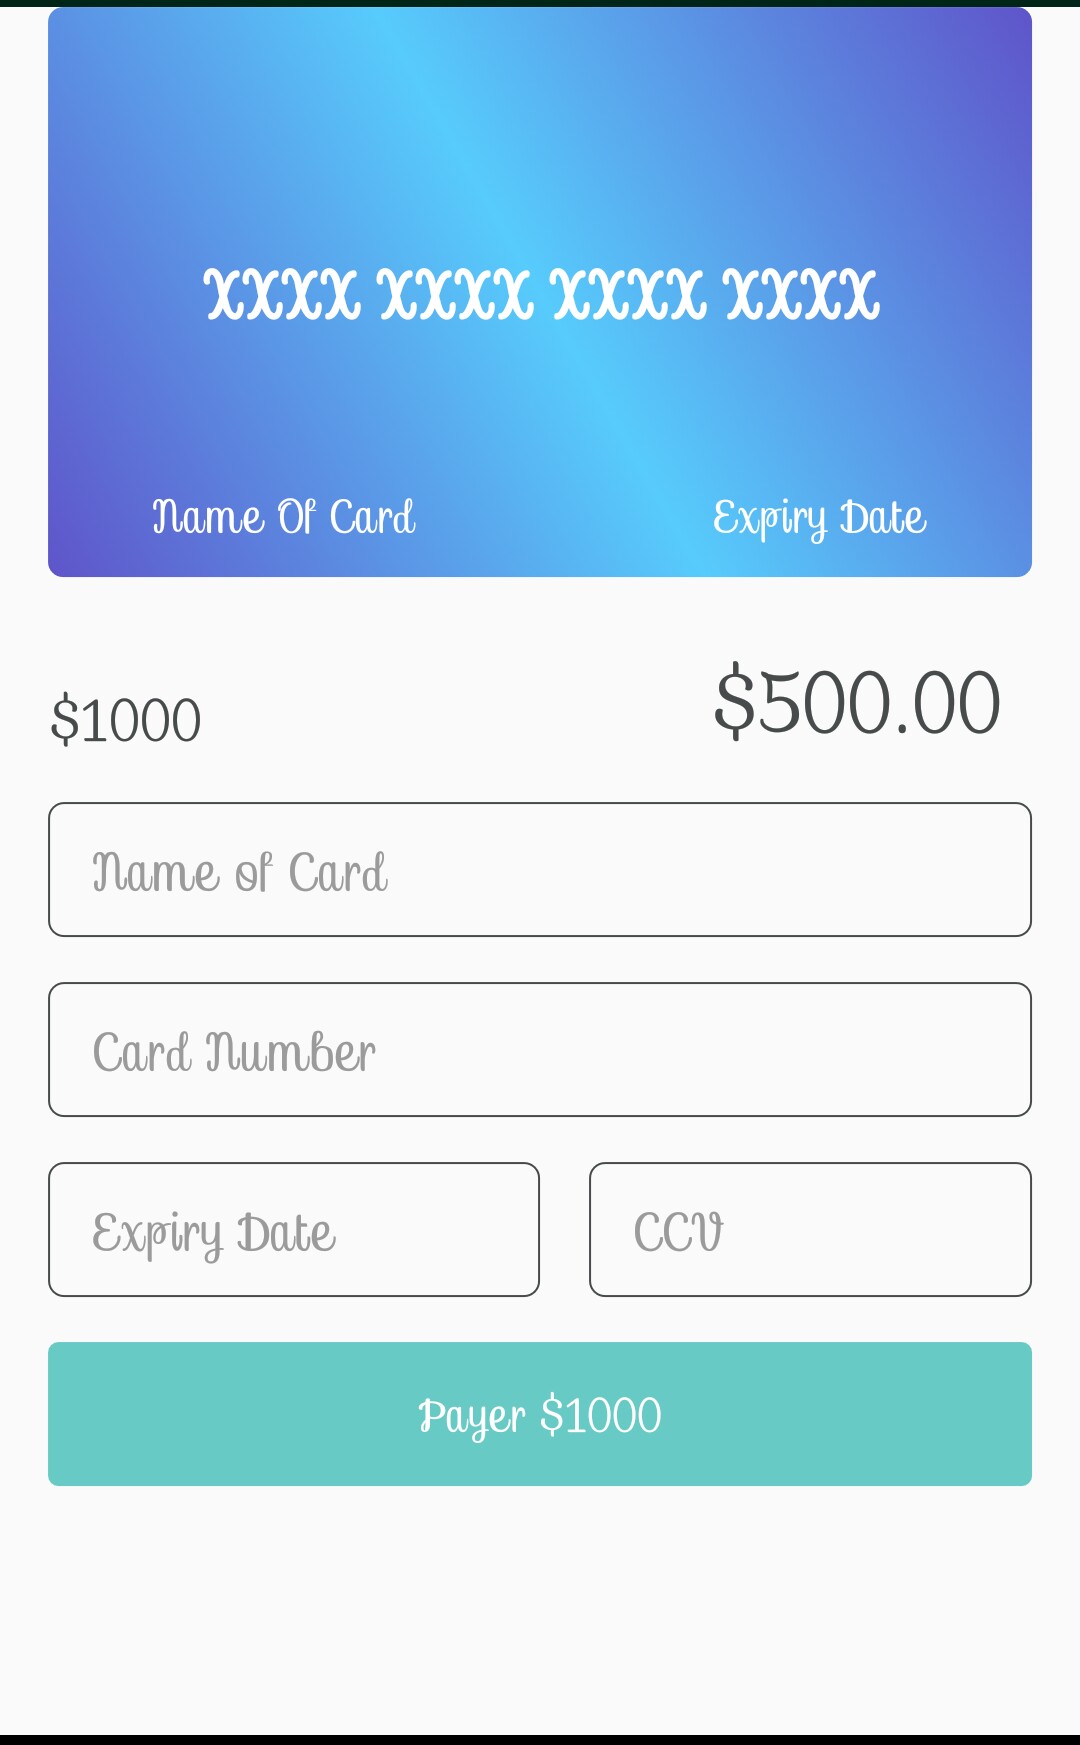 XXXX XXXX XXXX XXXX
Name Of Card Expiry Date
$1000 $500.00
Name of Card
Card Number
Expiry Date CCV
Payer $1000